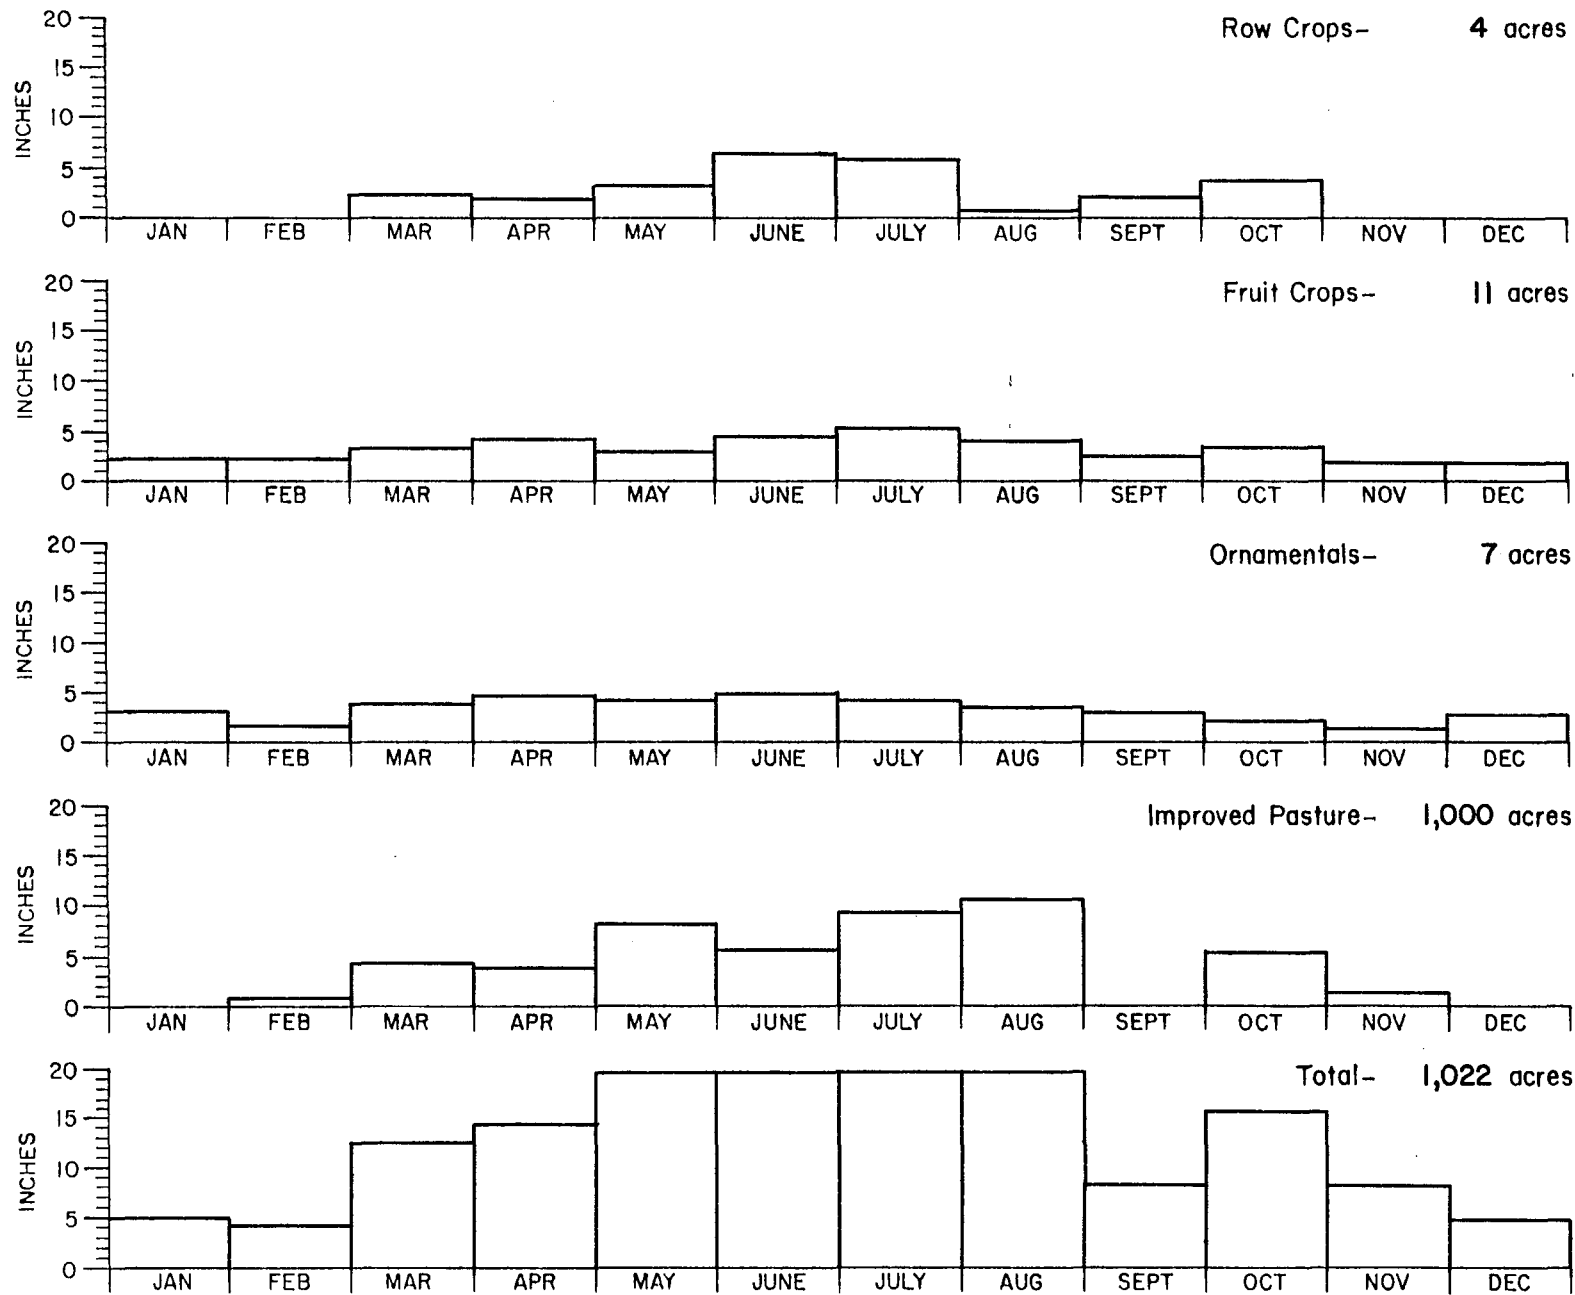 Row Crops– 4 acres
INCHES
20
15
10
5
0
JAN FEB MAR APR MAY JUNE JULY AUG SEPT OCT NOV DEC
Fruit Crops– 11 acres
INCHES
20
15
10
5
0
JAN FEB MAR APR MAY JUNE JULY AUG SEPT OCT NOV DEC
Ornamentals– 7 acres
INCHES
20
15
10
5
0
JAN FEB MAR APR MAY JUNE JULY AUG SEPT OCT NOV DEC
Improved Pasture– 1,000 acres
INCHES
20
15
10
5
0
JAN FEB MAR APR MAY JUNE JULY AUG SEPT OCT NOV DEC
Total– 1,022 acres
INCHES
20
15
10
5
0
JAN FEB MAR APR MAY JUNE JULY AUG SEPT OCT NOV DEC